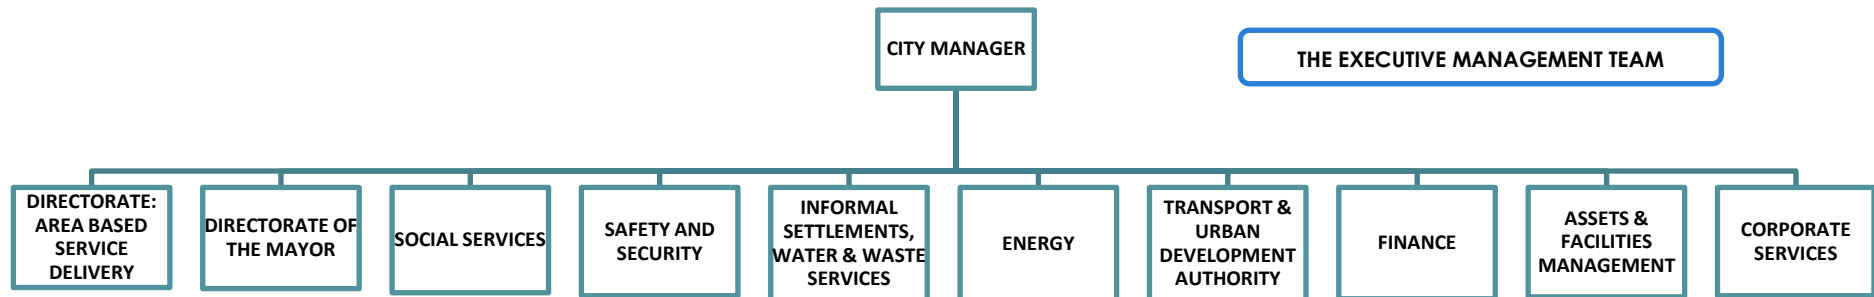 CITY MANAGER
THE EXECUTIVE MANAGEMENT TEAM
DIRECTORATE:
AREA BASED
SERVICE
DELIVERY
DIRECTORATE OF
THE MAYOR
SOCIAL SERVICES
SAFETY AND
SECURITY
INFORMAL
SETTLEMENTS,
WATER & WASTE
SERVICES
ENERGY
TRANSPORT &
URBAN
DEVELOPMENT
AUTHORITY
FINANCE
ASSETS &
FACILITIES
MANAGEMENT
CORPORATE
SERVICES